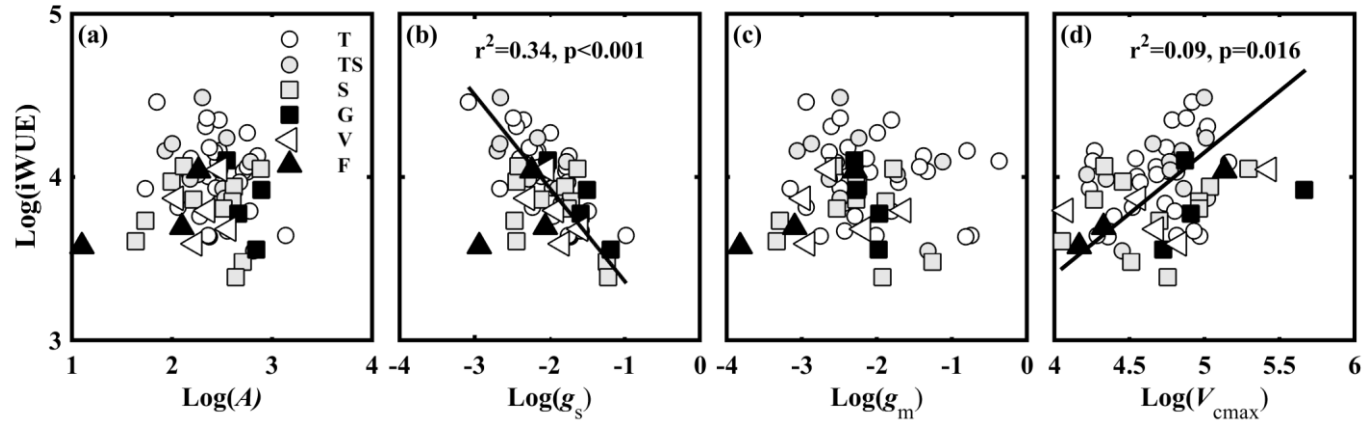 (a)
T
TS
S
G
V
F
(b)
r²=0.34, p<0.001
(c)
(d)
r²=0.09, p=0.016
5
4
3
Log(iWUE)
1 2 3 4
-4 -3 -2 -1 0
-4 -3 -2 -1 0
4.5 5 5.5 6
Log(A)
Log(gs)
Log(gm)
Log(Vcmax)